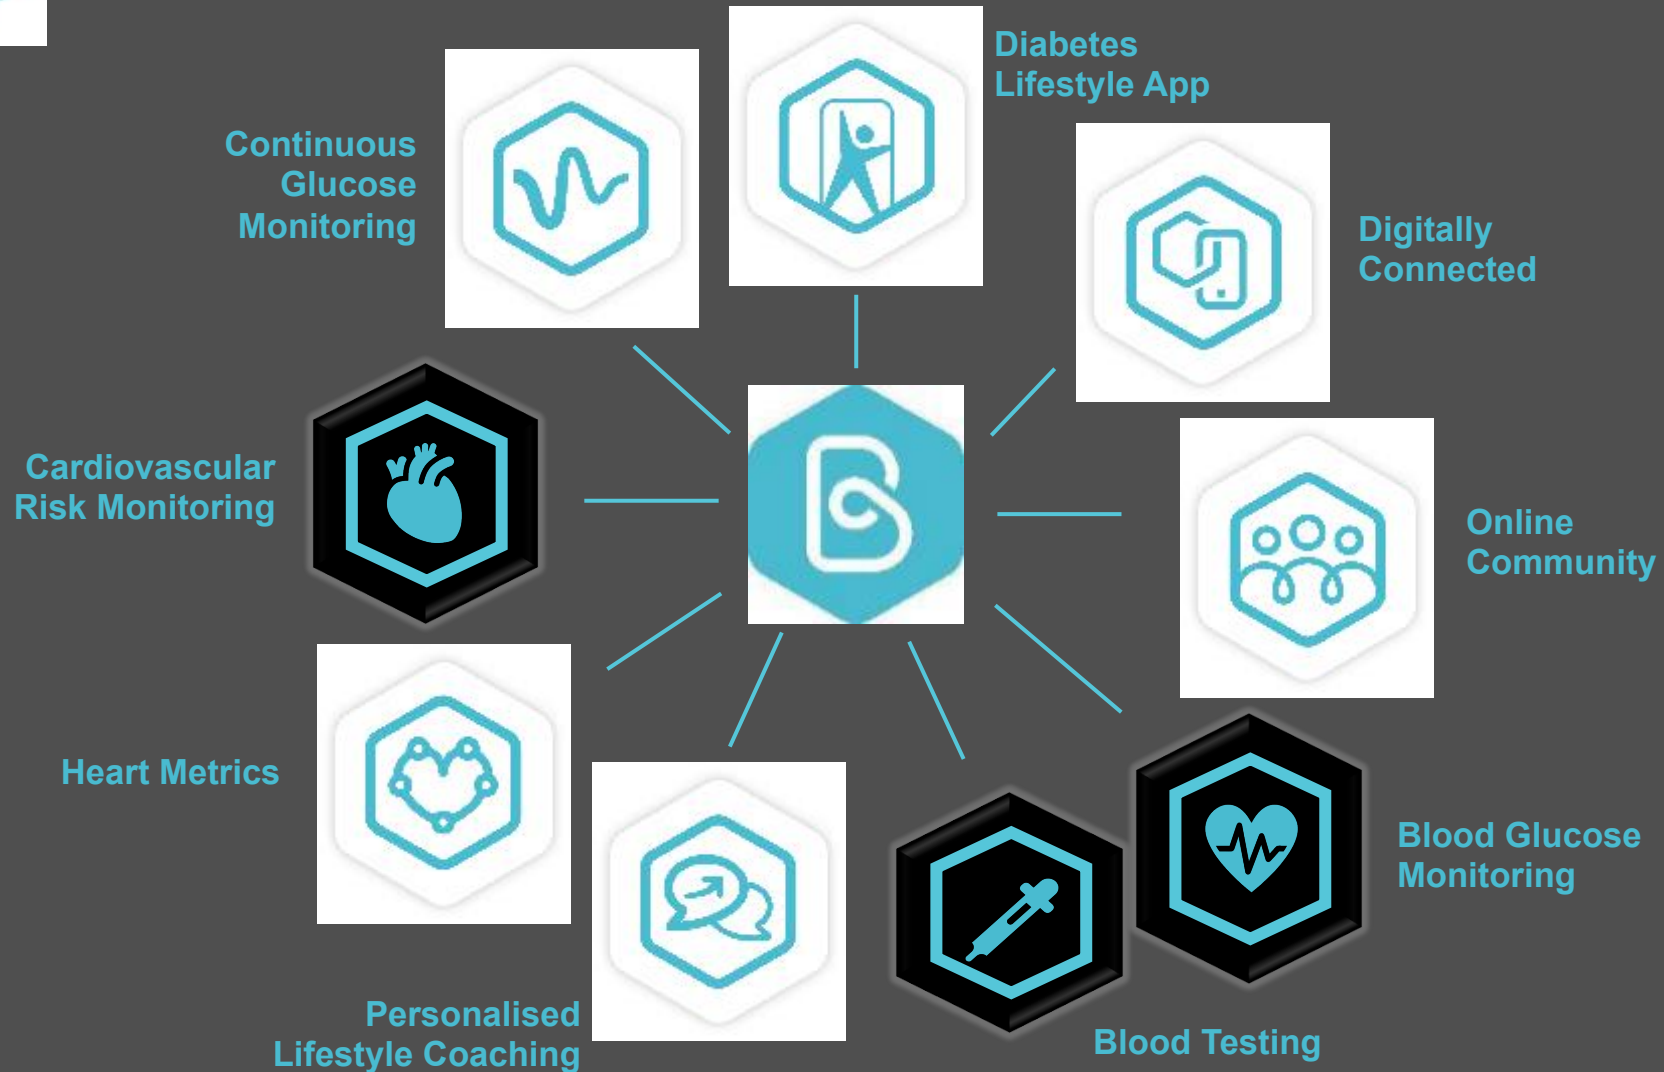 Diabetes
Lifestyle App
Continuous
Glucose
Monitoring
Digitally
Connected
Cardiovascular
Risk Monitoring
B
Online
Community
Heart Metrics
Blood Glucose
Monitoring
Personalised
Lifestyle Coaching
Blood Testing